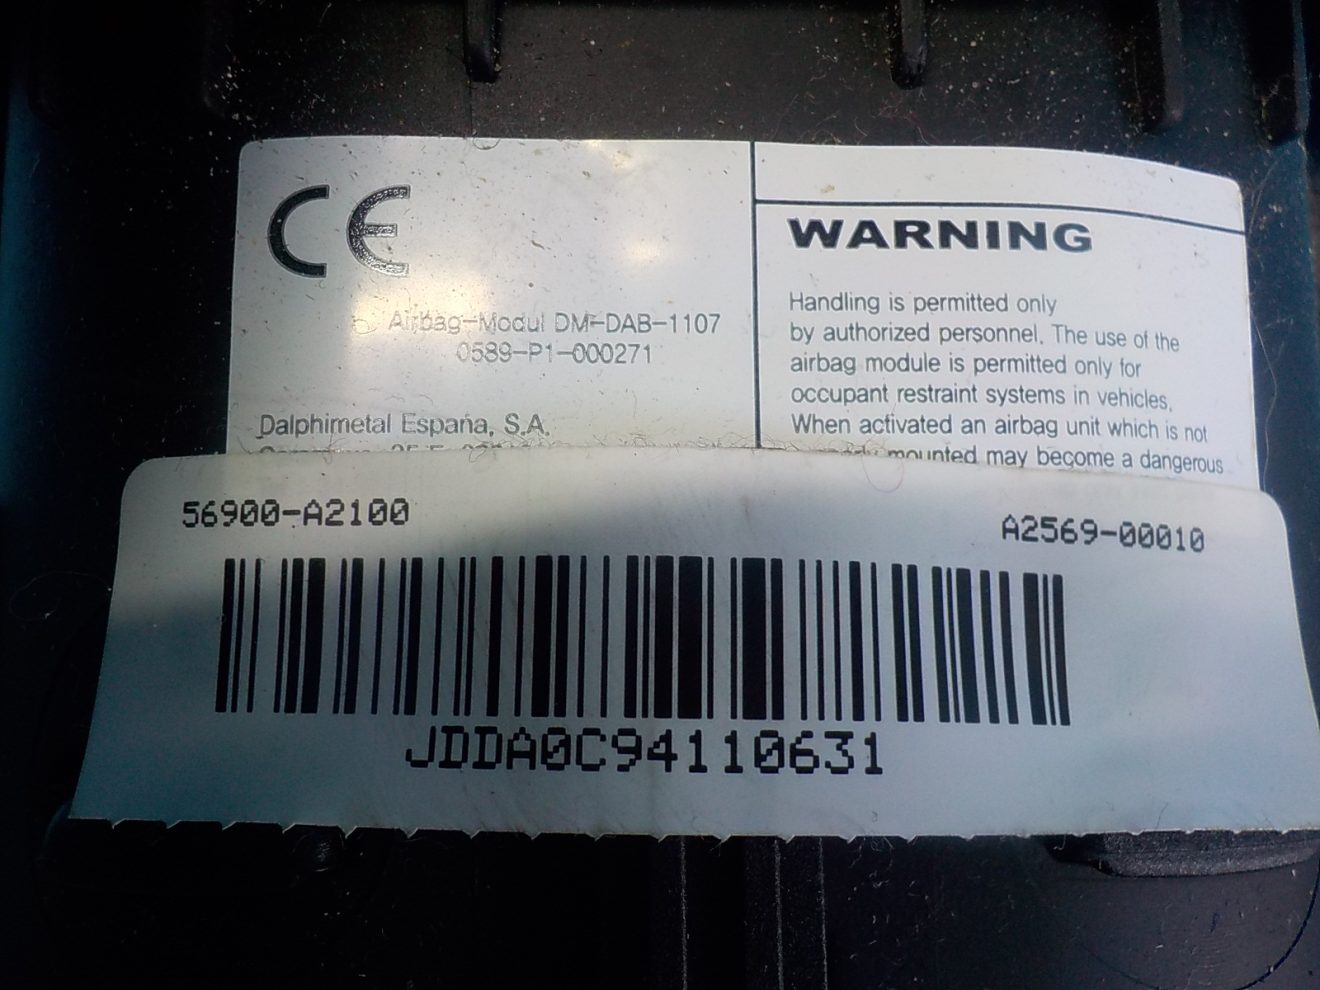 CE
Airbag-Modul DM-DAB-1107
0589-P1-000271
Dalphimetal España, S.A.
WARNING
Handling is permitted only
by authorized personnel. The use of the
airbag module is permitted only for
occupant restraint systems in vehicles.
When activated an airbag unit which is not
mounted may become a dangerous
56900-A2100
A2569-00010
JDDA0C94110631